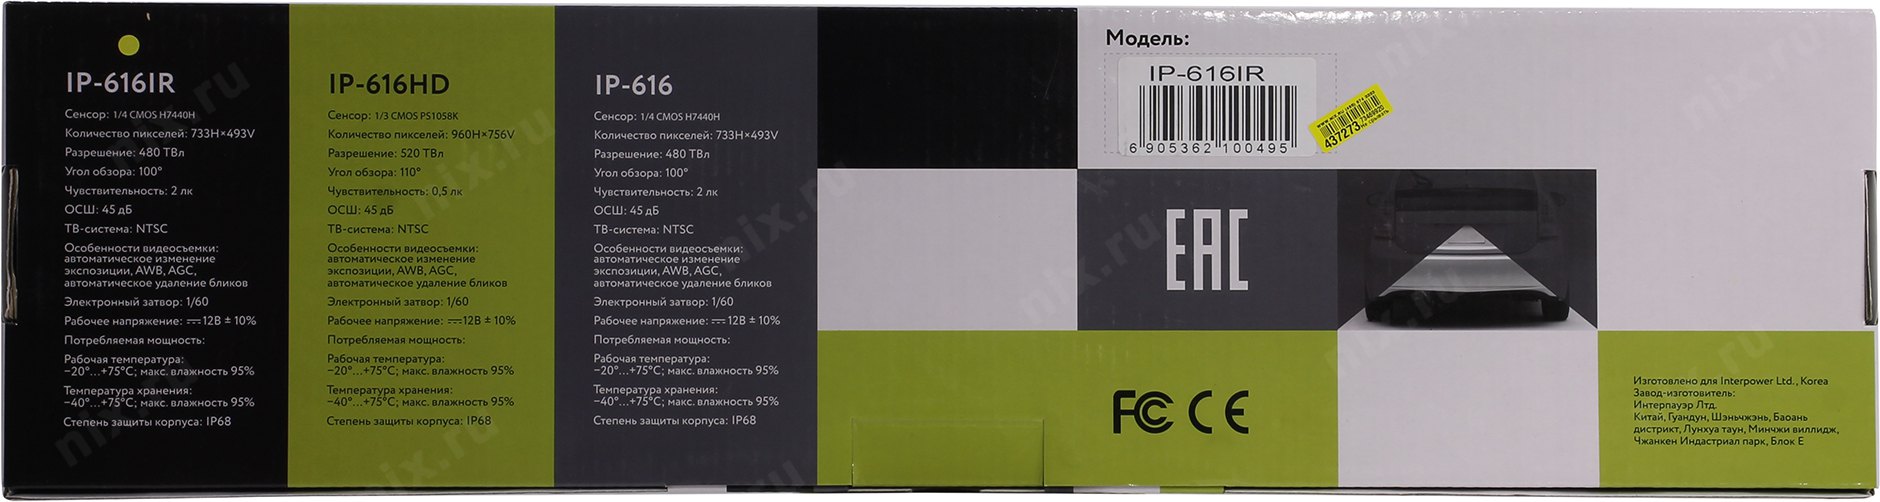 IP-616IR
Сенсор: 1/4 CMOS H7440H
Количество пикселей: 733H×493V
Разрешение: 480 ТВл
Угол обзора: 100°
Чувствительность: 2 лк
ОСШ: 45 дБ
ТВ-система: NTSC
Особенности видеосъемки:
автоматическое изменение
экспозиции, AWB, AGC,
автоматическое удаление бликов
Электронный затвор: 1/60
Рабочее напряжение: ⎓12В ± 10%
Потребляемая мощность:
Рабочая температура:
−20°...+75°C; макс. влажность 95%
Температура хранения:
−40°...+75°C; макс. влажность 95%
Степень защиты корпуса: IP68
IP-616HD
Сенсор: 1/3 CMOS PS1058K
Количество пикселей: 960H×756V
Разрешение: 520 ТВл
Угол обзора: 110°
Чувствительность: 0,5 лк
ОСШ: 45 дБ
ТВ-система: NTSC
Особенности видеосъемки:
автоматическое изменение
экспозиции, AWB, AGC,
автоматическое удаление бликов
Электронный затвор: 1/60
Рабочее напряжение: ⎓12В ± 10%
Потребляемая мощность:
Рабочая температура:
−20°...+75°C; макс. влажность 95%
Температура хранения:
−40°...+75°C; макс. влажность 95%
Степень защиты корпуса: IP68
IP-616
Сенсор: 1/4 CMOS H7440H
Количество пикселей: 733H×493V
Разрешение: 480 ТВл
Угол обзора: 100°
Чувствительность: 2 лк
ОСШ: 45 дБ
ТВ-система: NTSC
Особенности видеосъемки:
автоматическое изменение
экспозиции, AWB, AGC,
автоматическое удаление бликов
Электронный затвор: 1/60
Рабочее напряжение: ⎓12В ± 10%
Потребляемая мощность:
Рабочая температура:
−20°...+75°C; макс. влажность 95%
Температура хранения:
−40°...+75°C; макс. влажность 95%
Степень защиты корпуса: IP68
Модель:
IP-616IR
6 905362 100495
437273
не срывать
EAC
FC CE
Изготовлено для Interpower Ltd., Korea
Завод-изготовитель:
Интерпауэр Лтд.
Китай, Гуандун, Шэньчжэнь, Баоань
дистрикт, Лунхуа таун, Минчжи виллидж,
Чжанкен Индастриал парк, Блок Е
nix.ru